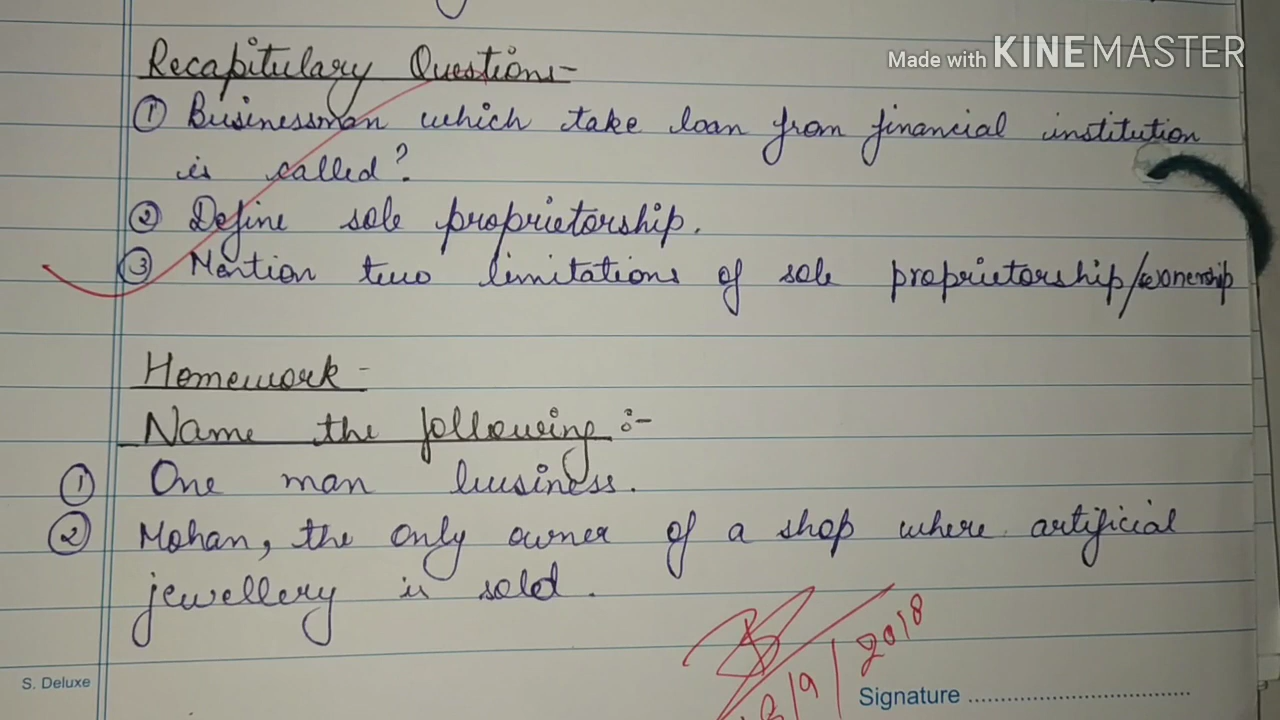 Made with KINEMASTER
Recapitulary Questions-
① Businessman which take loan from financial institution
is called?
② Define sole proprietorship.
③ Mention two limitations of sole proprietorship/ownership
Homework -
Name the following :-
① One man business.
② Mohan, the only owner of a shop where artificial
jewellery is sold.
/9/2018
S. Deluxe
Signature